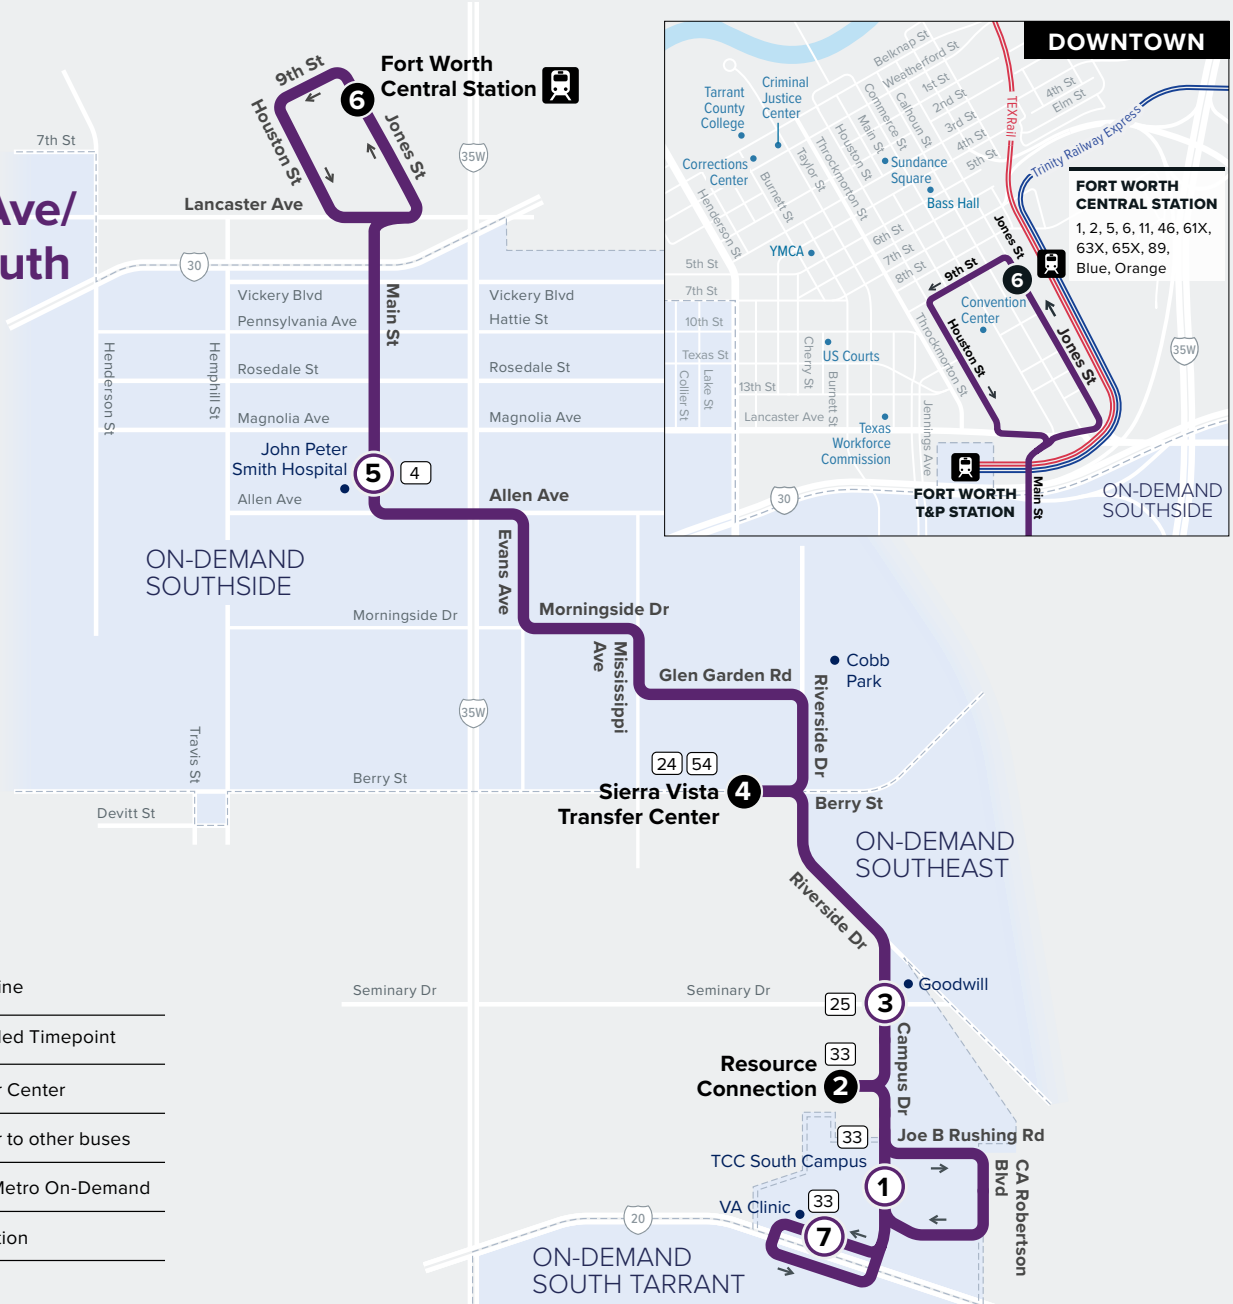 Ave/
uth
Fort Worth
Central Station
6
9th St
Houston St
Jones St
7th St
Lancaster Ave
35W
30
Main St
Vickery Blvd
Vickery Blvd
Pennsylvania Ave
Hattie St
Rosedale St
Rosedale St
Henderson St
Hemphill St
Magnolia Ave
Magnolia Ave
John Peter
Smith Hospital
5
4
Allen Ave
Allen Ave
ON-DEMAND
SOUTHSIDE
Evans Ave
Morningside Dr
Morningside Dr
Mississippi
Ave
Glen Garden Rd
Cobb
Park
Riverside Dr
35W
Travis St
Berry St
24
54
Sierra Vista
Transfer Center
4
Berry St
Devitt St
ON-DEMAND
SOUTHEAST
Riverside Dr
Goodwill
Seminary Dr
Seminary Dr
25
3
Campus Dr
33
Resource
Connection
2
33
Joe B Rushing Rd
TCC South Campus
1
CA Robertson
Blvd
VA Clinic
33
7
20
ON-DEMAND
SOUTH TARRANT
ine
led Timepoint
r Center
r to other buses
Metro On-Demand
tion
DOWNTOWN
Belknap St
Weatherford St
1st St
2nd St
3rd St
4th St
5th St
4th St
Elm St
Calhoun St
Commerce St
Main St
Houston St
Throckmorton St
Taylor St
Burnett St
Henderson St
Tarrant
County
College
Criminal
Justice
Center
Corrections
Center
Sundance
Square
Bass Hall
YMCA
TEXRail
Trinity Railway Express
FORT WORTH
CENTRAL STATION
1, 2, 5, 6, 11, 46, 61X,
63X, 65X, 89,
Blue, Orange
6th St
7th St
8th St
5th St
7th St
10th St
Texas St
13th St
Lancaster Ave
Collier St
Lake St
Cherry St
Burnett St
Jennings Ave
Throckmorton St
9th St
Jones St
6
Convention
Center
Houston St
Jones St
US Courts
Texas
Workforce
Commission
35W
30
FORT WORTH
T&P STATION
Main St
ON-DEMAND
SOUTHSIDE